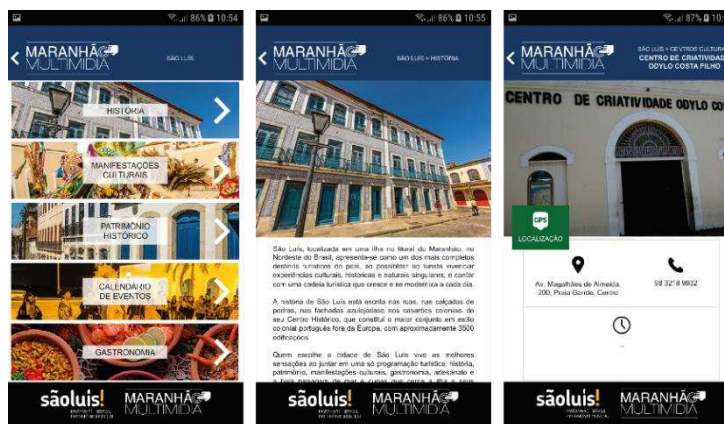 86% 10:54
MARANHÃO
MULTIMÍDIA
SÃO LUÍS
HISTÓRIA
MANIFESTAÇÕES
CULTURAIS
PATRIMÔNIO
HISTÓRICO
CALENDÁRIO
DE EVENTOS
GASTRONOMIA
sãoluís!
MARANHÃO
MULTIMÍDIA
86% 10:55
MARANHÃO
MULTIMÍDIA
SÃO LUÍS > HISTÓRIA
São Luís, localizada em uma ilha no litoral do Maranhão, no
Nordeste do Brasil, apresenta-se como um dos mais completos
destinos turísticos do país, ao possibilitar ao turista vivenciar
experiências culturais, históricas e naturais singulares, e contar
com uma cadeia turística que cresce e se moderniza a cada dia.
A história de São Luís está escrita nas ruas, nas calçadas de
pedras, nas fachadas azulejadas nos casarões coloniais do
seu Centro Histórico, que constitui o maior conjunto em estilo
colonial português fora da Europa, com aproximadamente 3500
edificações
Quem escolhe a cidade de São Luís vive as melhores
sensações ao juntar em uma só programação turística: história,
patrimônio, manifestações culturais, gastronomia, artesanato e
sãoluís!
MARANHÃO
MULTIMÍDIA
87% 10:
MARANHÃO
MULTIMÍDIA
SÃO LUÍS > CENTROS CULTURA
CENTRO DE CRIATIVIDAD
ODYLO COSTA FILHO
CENTRO DE CRIATIVIDADE ODYLO CO
GPS
LOCALIZAÇÃO
Av. Magalhães de Almeida,
200, Praia Grande, Centro
98 3218 9932
sãoluís!
MARANHÃO
MULTIMÍDIA